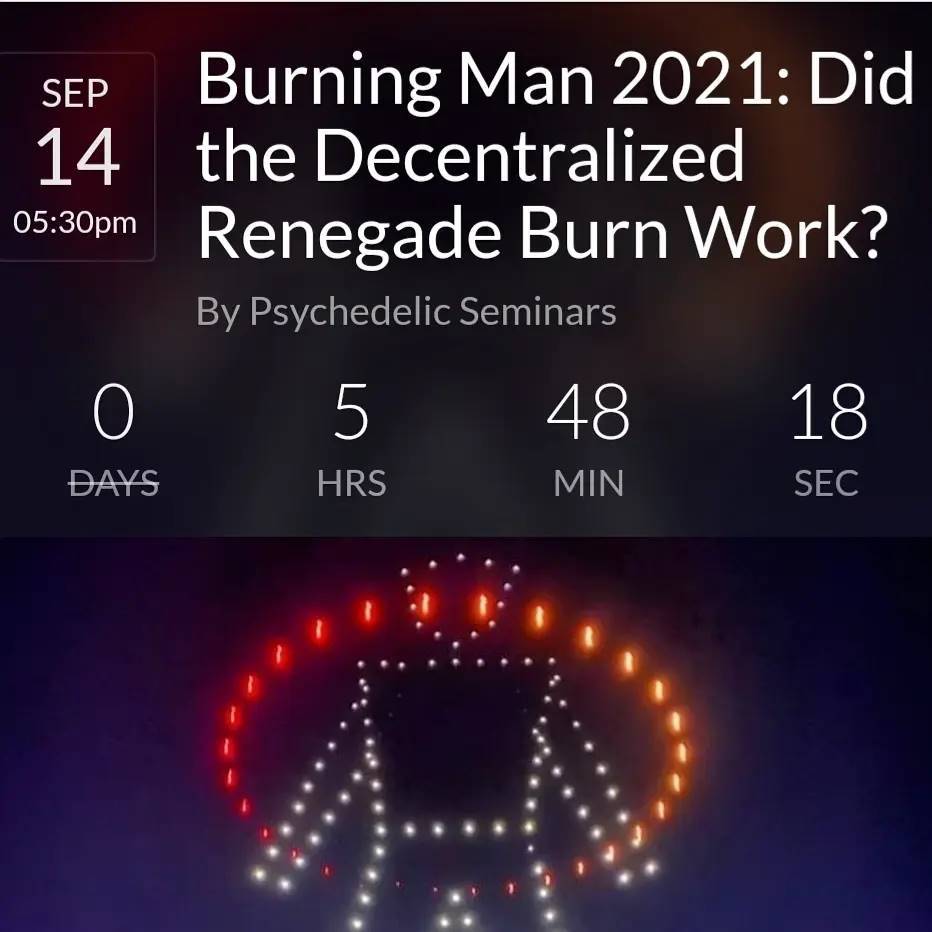 SEP
14
05:30pm
Burning Man 2021: Did
the Decentralized
Renegade Burn Work?
By Psychedelic Seminars
0 5 48 18
DAYS HRS MIN SEC